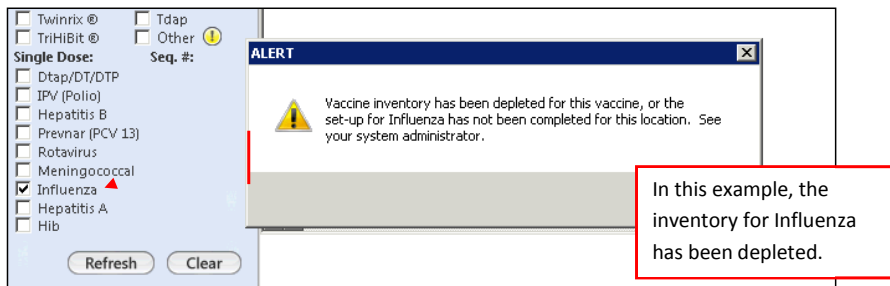 Twinrix ® Tdap
TriHiBit ® Other
Single Dose: Seq. #:
Dtap/DT/DTP
IPV (Polio)
Hepatitis B
Prevnar (PCV 13)
Rotavirus
Meningococcal
Influenza
Hepatitis A
Hib
Refresh Clear
ALERT
Vaccine inventory has been depleted for this vaccine, or the
set-up for Influenza has not been completed for this location. See
your system administrator.
In this example, the
inventory for Influenza
has been depleted.